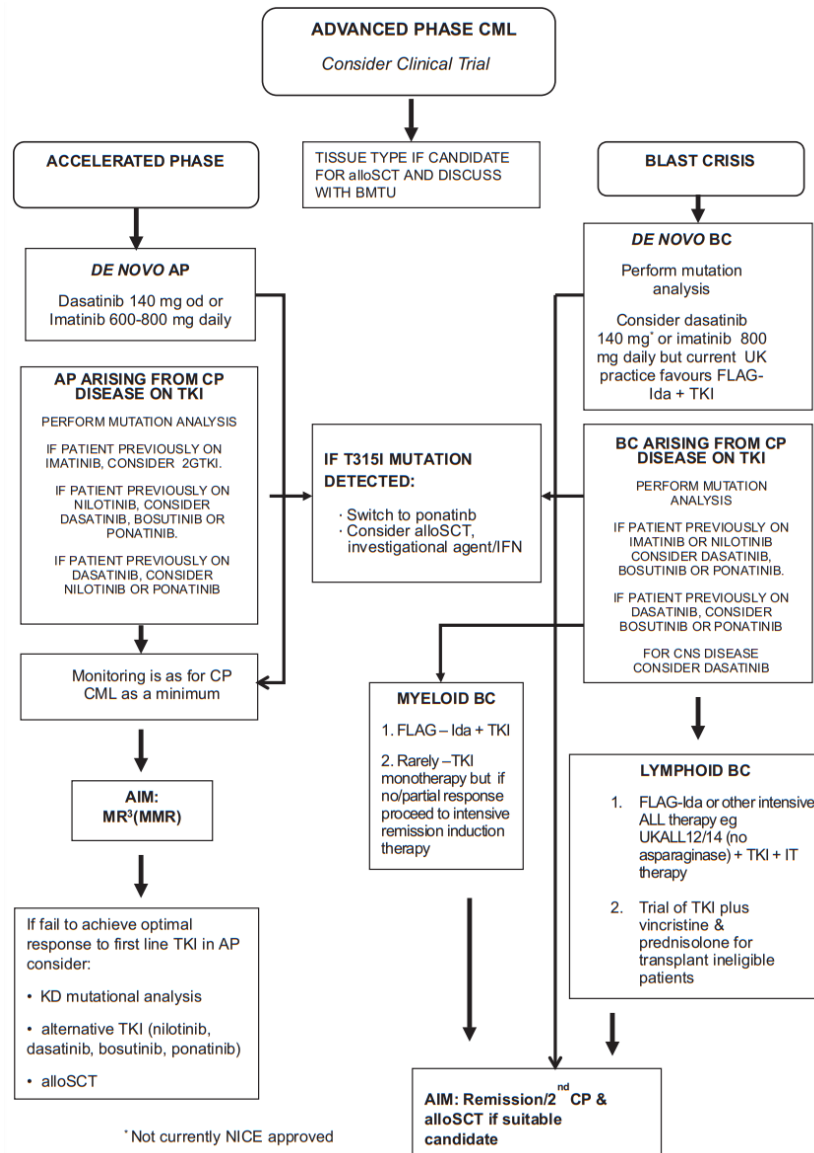 ADVANCED PHASE CML
Consider Clinical Trial
TISSUE TYPE IF CANDIDATE
FOR alloSCT AND DISCUSS
WITH BMTU
ACCELERATED PHASE
DE NOVO AP
Dasatinib 140 mg od or
Imatinib 600-800 mg daily
AP ARISING FROM CP
DISEASE ON TKI
PERFORM MUTATION ANALYSIS
IF PATIENT PREVIOUSLY ON
IMATINIB, CONSIDER 2GTKI.
IF PATIENT PREVIOUSLY ON
NILOTINIB, CONSIDER
DASATINIB, BOSUTINIB OR
PONATINIB.
IF PATIENT PREVIOUSLY ON
DASATINIB, CONSIDER
NILOTINIB OR PONATINIB
Monitoring is as for CP
CML as a minimum
AIM:
MR³(MMR)
If fail to achieve optimal
response to first line TKI in AP
consider:
• KD mutational analysis
• alternative TKI (nilotinib,
dasatinib, bosutinib, ponatinib)
• alloSCT
IF T315I MUTATION
DETECTED:
· Switch to ponatinb
· Consider alloSCT,
investigational agent/IFN
BLAST CRISIS
DE NOVO BC
Perform mutation
analysis
Consider dasatinib
140 mg* or imatinib 800
mg daily but current UK
practice favours FLAG-
Ida + TKI
BC ARISING FROM CP
DISEASE ON TKI
PERFORM MUTATION
ANALYSIS
IF PATIENT PREVIOUSLY ON
IMATINIB OR NILOTINIB
CONSIDER DASATINIB,
BOSUTINIB OR PONATINIB.
IF PATIENT PREVIOUSLY ON
DASATINIB, CONSIDER
BOSUTINIB OR PONATINIB
FOR CNS DISEASE
CONSIDER DASATINIB
MYELOID BC
1. FLAG – Ida + TKI
2. Rarely –TKI
monotherapy but if
no/partial response
proceed to intensive
remission induction
therapy
LYMPHOID BC
1. FLAG-Ida or other intensive
ALL therapy eg
UKALL12/14 (no
asparaginase) + TKI + IT
therapy
2. Trial of TKI plus
vincristine &
prednisolone for
transplant ineligible
patients
AIM: Remission/2nd CP &
alloSCT if suitable
candidate
* Not currently NICE approved